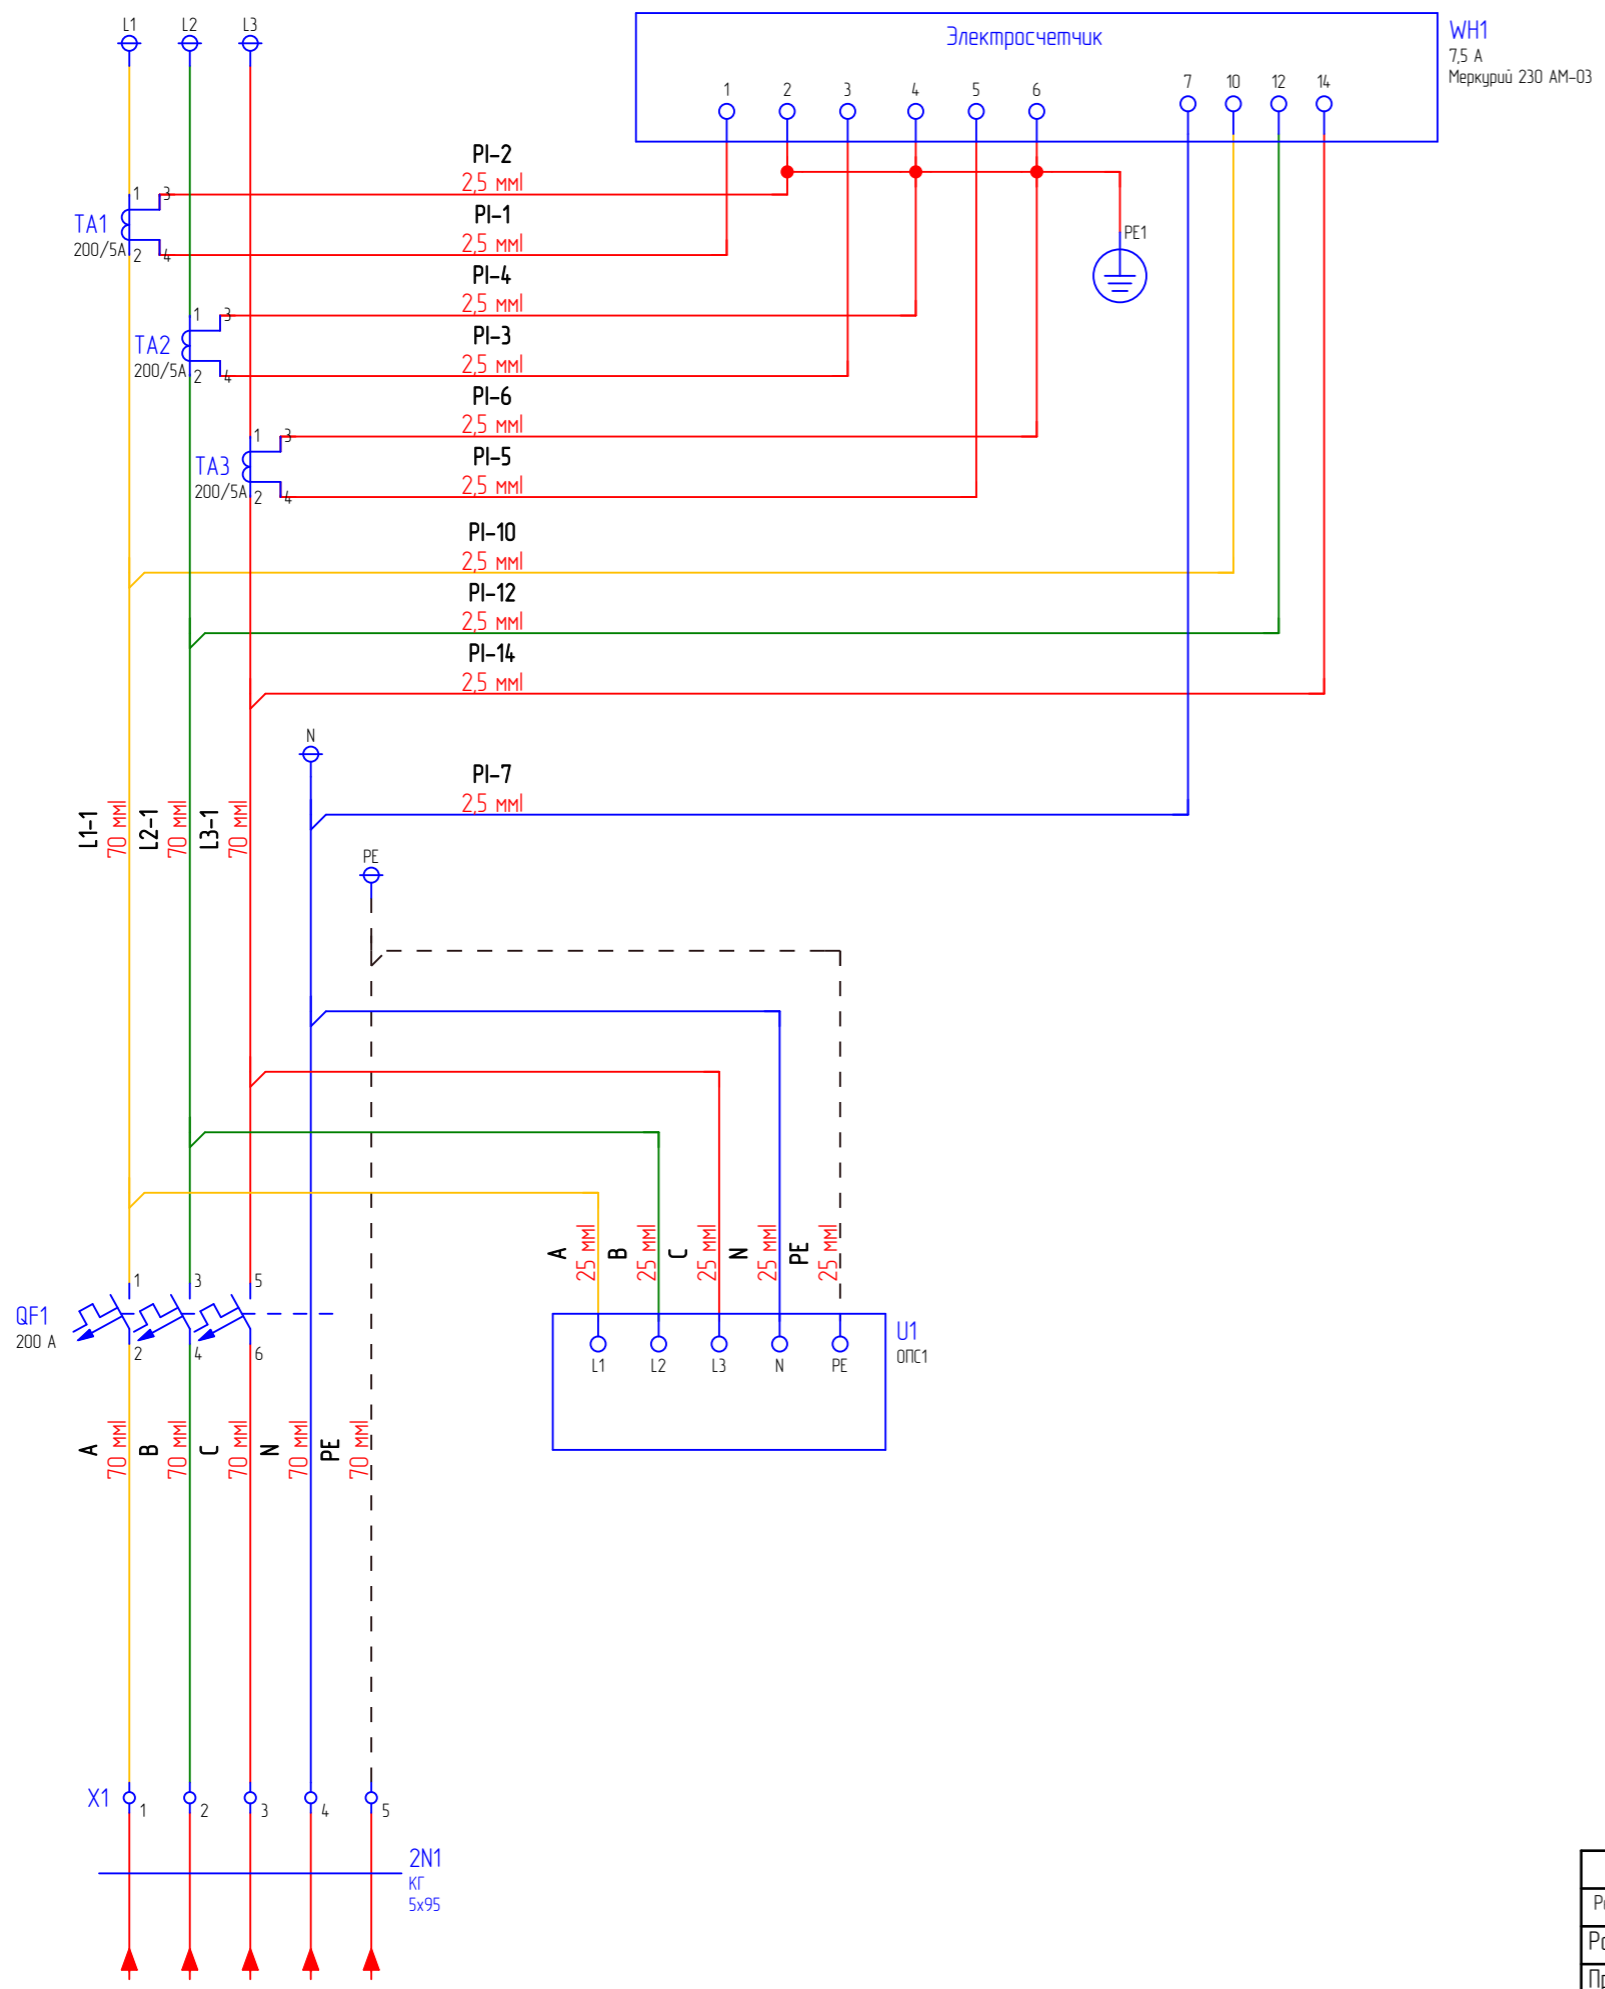 L1 L2 L3
Электросчетчик
WH1
7,5 А
Меркурий 230 АМ-03
1 2 3 4 5 6 7 10 12 14
PI-2
2,5 мм
1 3
TA1
200/5А
2 4
PI-1
2,5 мм
PE1
PI-4
2,5 мм
1 3
TA2
200/5А
2 4
PI-3
2,5 мм
PI-6
2,5 мм
1 3
TA3
200/5А
2 4
PI-5
2,5 мм
PI-10
2,5 мм
PI-12
2,5 мм
PI-14
2,5 мм
N
PI-7
2,5 мм
L1-1
70 мм
L2-1
70 мм
L3-1
70 мм
PE
A
25 мм
B
25 мм
C
25 мм
N
25 мм
PE
25 мм
1 3 5
QF1
200 А
2 4 6
U1
ОПС1
L1 L2 L3 N PE
A
70 мм
B
70 мм
C
70 мм
N
70 мм
PE
70 мм
X1
1 2 3 4 5
2N1
КГ
5x95